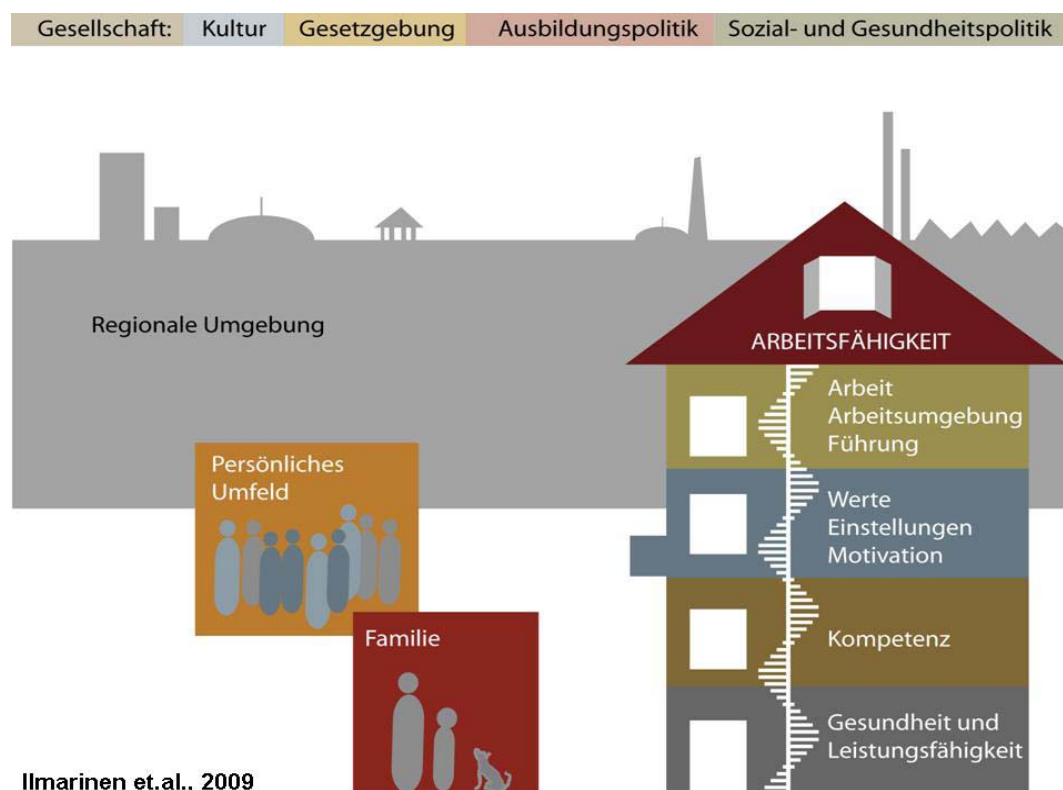 Gesellschaft: Kultur Gesetzgebung Ausbildungspolitik Sozial- und Gesundheitspolitik
Regionale Umgebung
ARBEITSFÄHIGKEIT
Arbeit
Arbeitsumgebung
Führung
Persönliches
Umfeld
Werte
Einstellungen
Motivation
Familie
Kompetenz
Gesundheit und
Leistungsfähigkeit
Ilmarinen et.al.. 2009